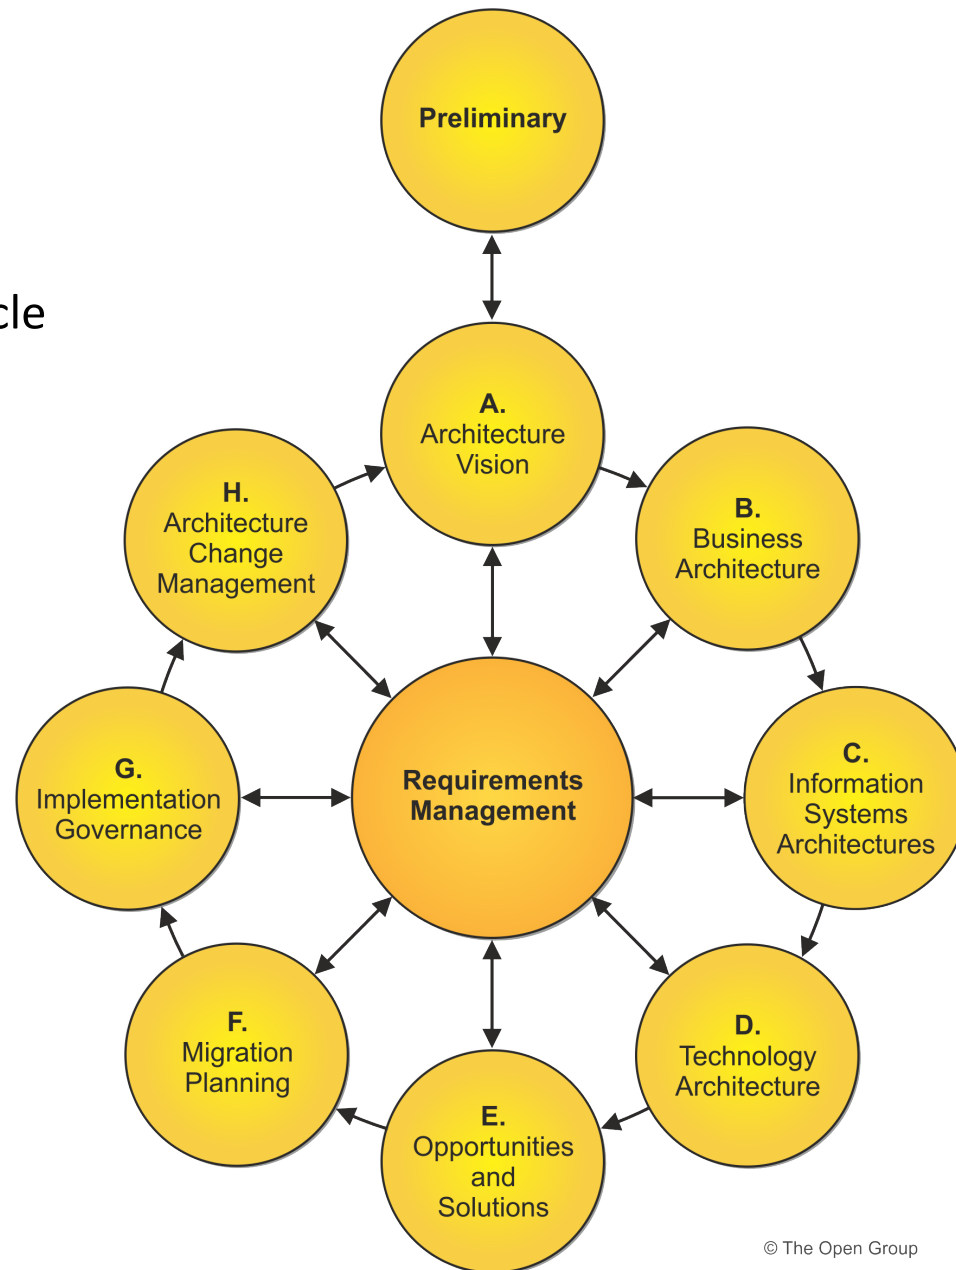 Preliminary
cle
A.
Architecture
Vision
H.
Architecture
Change
Management
B.
Business
Architecture
G.
Implementation
Governance
Requirements
Management
C.
Information
Systems
Architectures
F.
Migration
Planning
D.
Technology
Architecture
E.
Opportunities
and
Solutions
© The Open Group